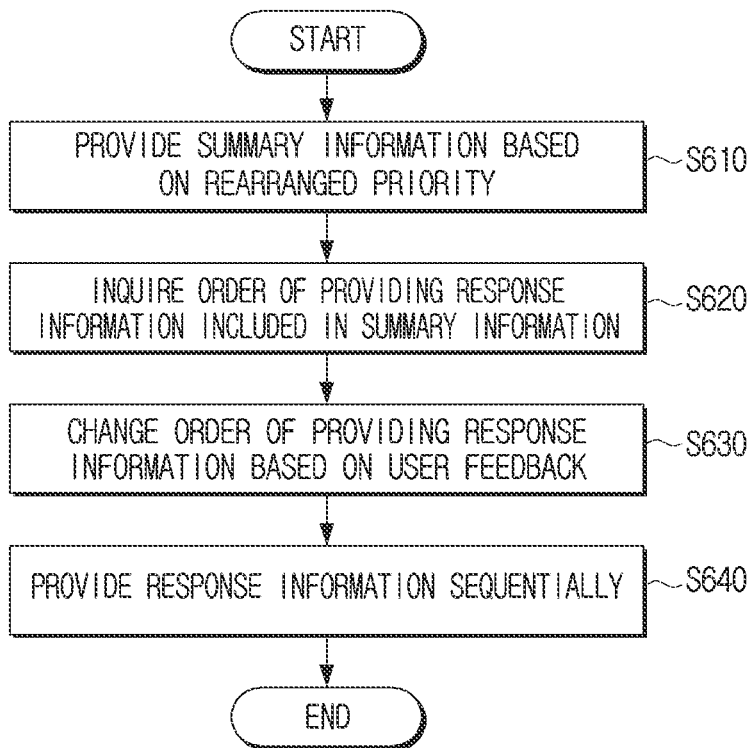 START
PROVIDE SUMMARY INFORMATION BASED
ON REARRANGED PRIORITY
S610
INQUIRE ORDER OF PROVIDING RESPONSE
INFORMATION INCLUDED IN SUMMARY INFORMATION
S620
CHANGE ORDER OF PROVIDING RESPONSE
INFORMATION BASED ON USER FEEDBACK
S630
PROVIDE RESPONSE INFORMATION SEQUENTIALLY
S640
END